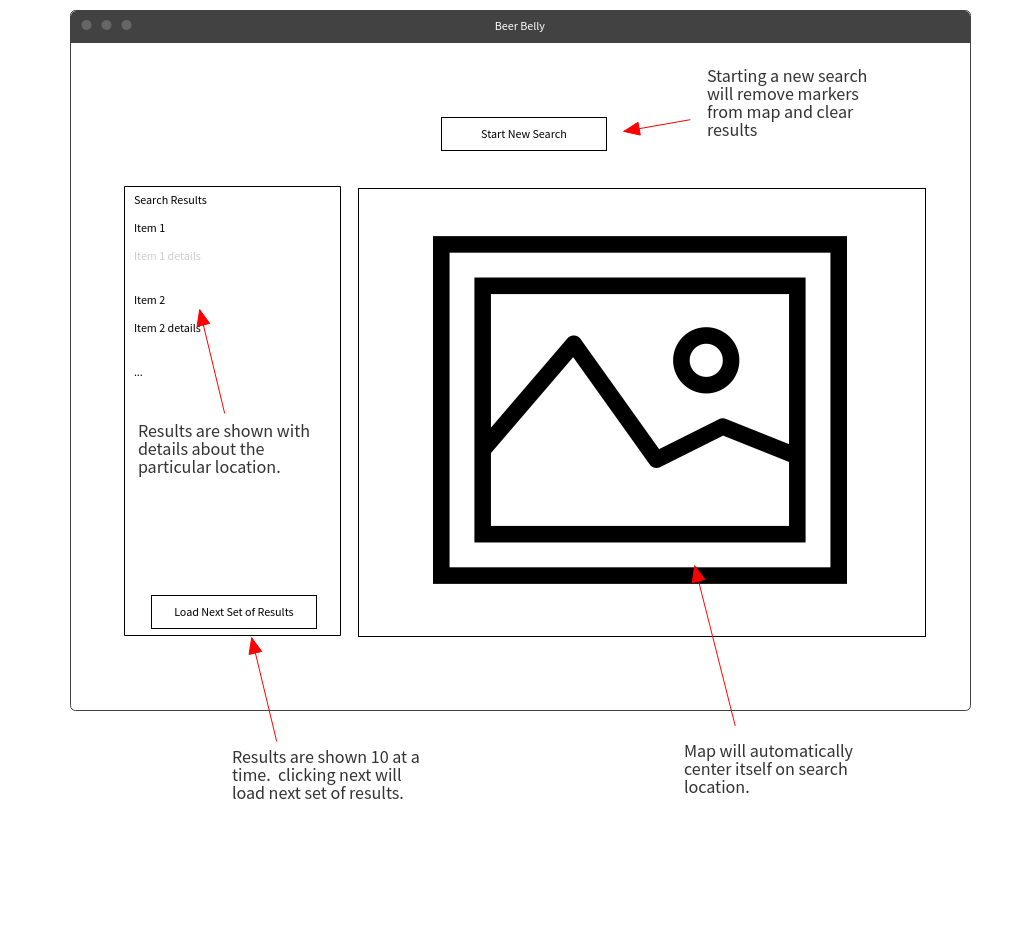 Beer Belly
Starting a new search
will remove markers
from map and clear
results
Start New Search
Search Results
Item 1
Item 1 details
Item 2
Item 2 details
...
Results are shown with
details about the
particular location.
Load Next Set of Results
Results are shown 10 at a
time.  clicking next will
load next set of results.
Map will automatically
center itself on search
location.